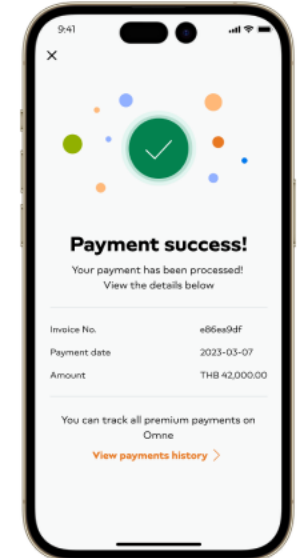 9:41
Payment success!
Your payment has been processed!
View the details below
Invoice No. e86ea9df
Payment date 2023-03-07
Amount THB 42,000.00
You can track all premium payments on
Omne
View payments history